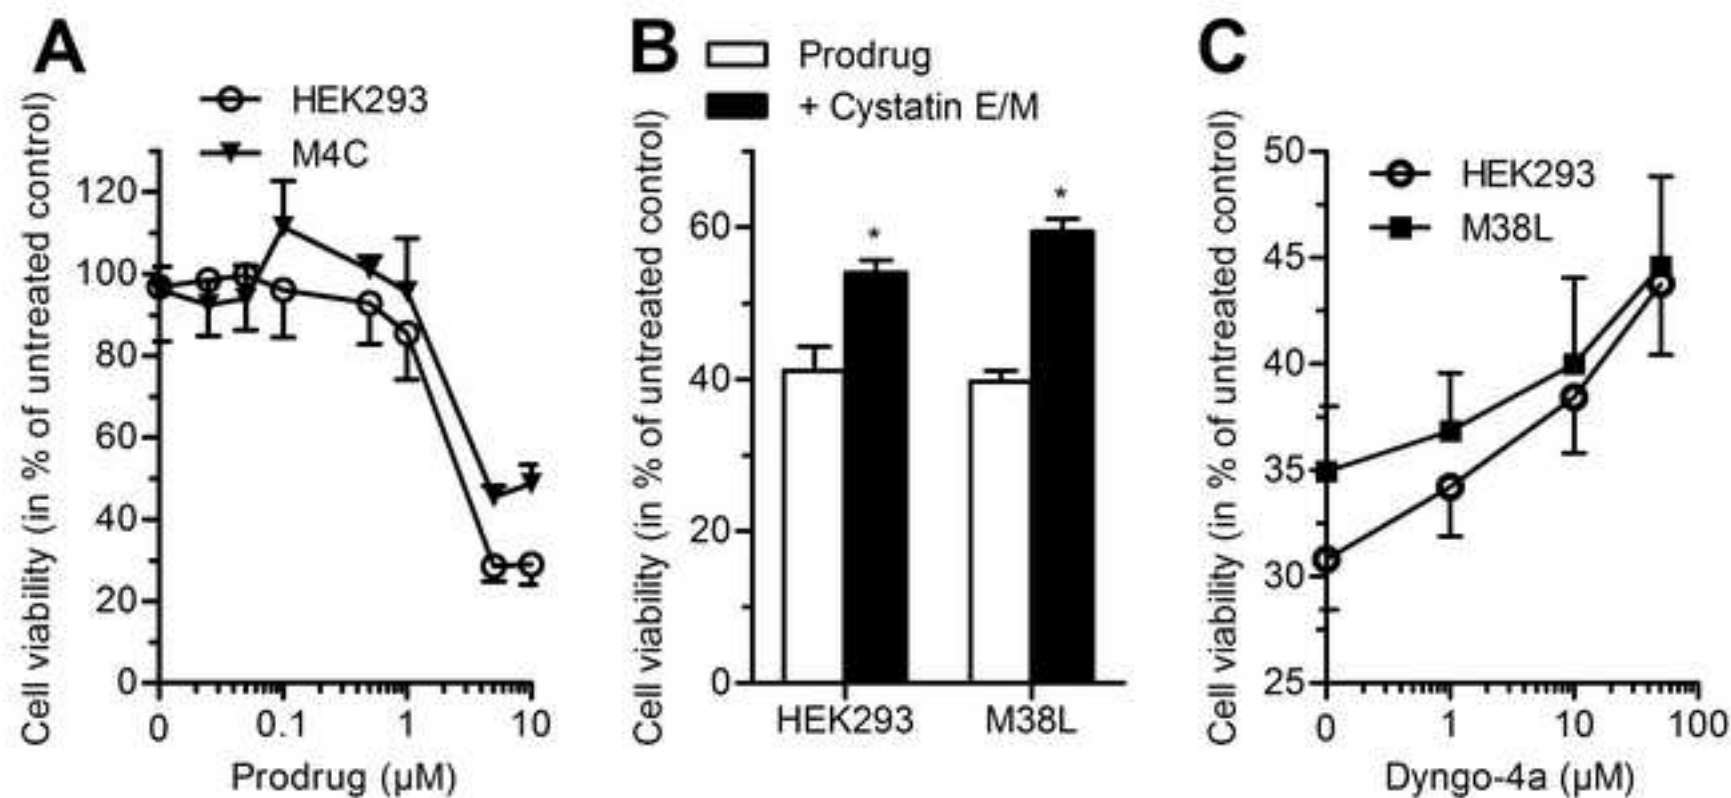 A
HEK293
M4C
Cell viability (in % of untreated control)
120
100
80
60
40
20
0
0 0.1 1 10
Prodrug (µM)
B
Prodrug
+ Cystatin E/M
Cell viability (in % of untreated control)
60
40
20
0
* *
HEK293 M38L
C
HEK293
M38L
Cell viability (in % of untreated control)
50
45
40
35
30
25
0 1 10 100
Dyngo-4a (µM)